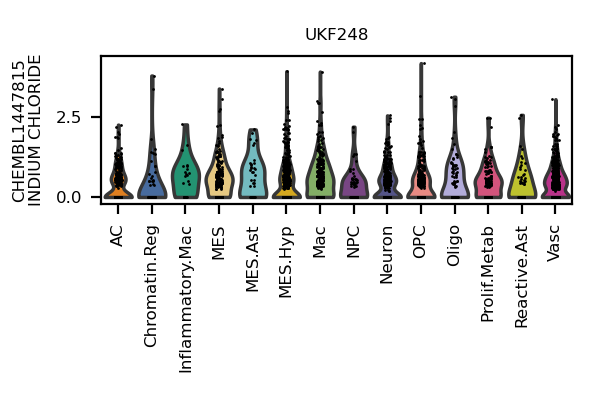 UKF248
CHEMBL1447815
INDIUM CHLORIDE
2.5
0.0
AC
Chromatin.Reg
Inflammatory.Mac
MES
MES.Ast
MES.Hyp
Mac
NPC
Neuron
OPC
Oligo
Prolif.Metab
Reactive.Ast
Vasc